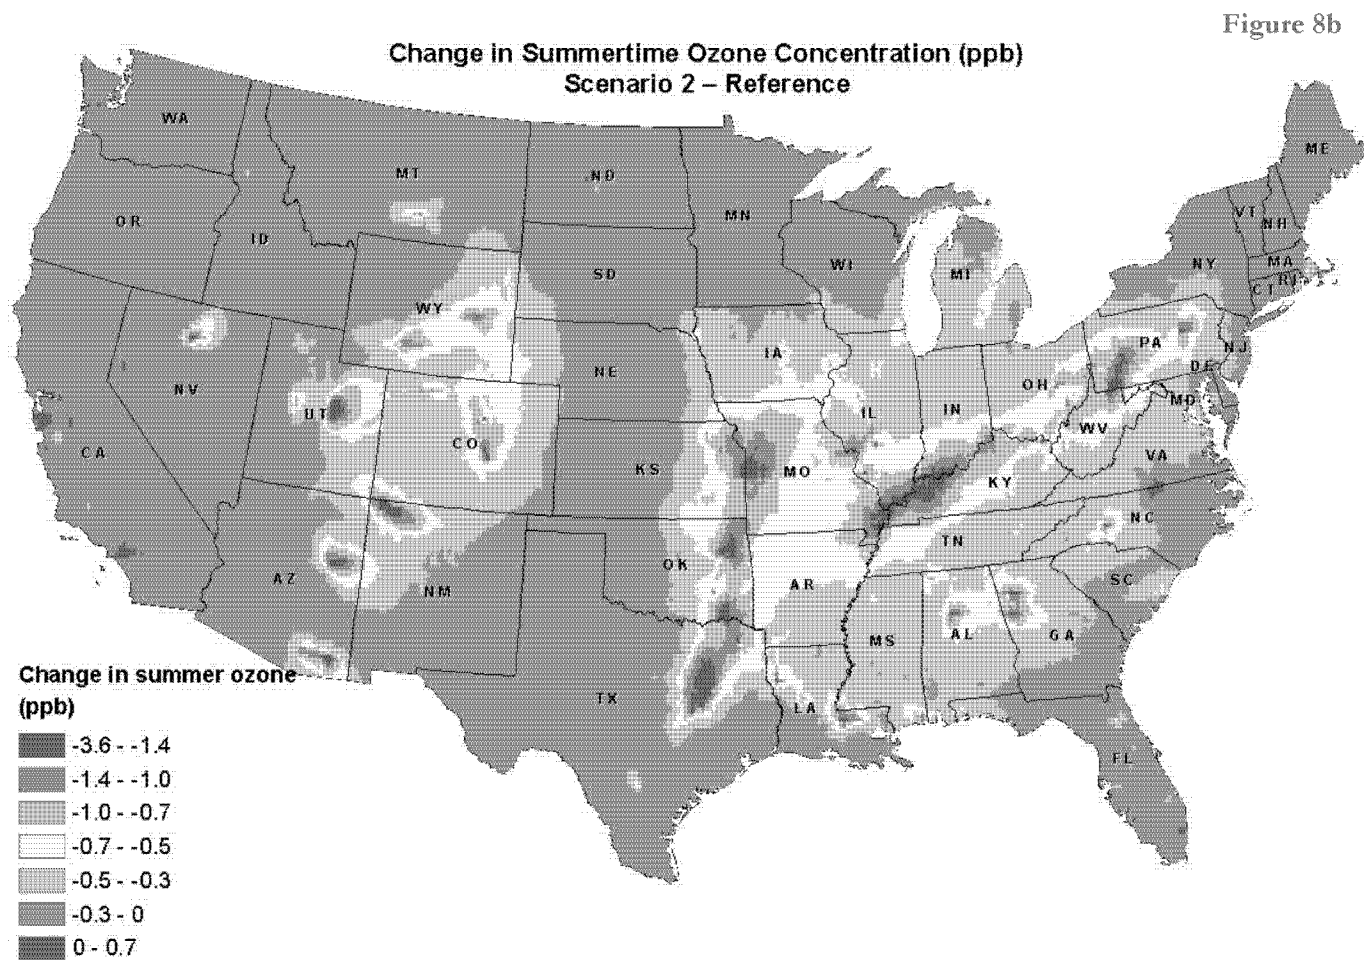 Figure 8b
Change in Summertime Ozone Concentration (ppb)
Scenario 2 – Reference
WA
MT
ND
MN
ME
OR
ID
SD
WI
MI
VT
NH
NY
MA
CT
RI
WY
IA
NE
PA
NJ
NV
UT
CO
IL
IN
OH
DE
MD
WV
VA
CA
KS
MO
KY
NC
TN
AZ
NM
OK
AR
SC
MS
AL
GA
TX
LA
FL
Change in summer ozone
(ppb)
-3.6 - -1.4
-1.4 - -1.0
-1.0 - -0.7
-0.7 - -0.5
-0.5 - -0.3
-0.3 - 0
0 - 0.7